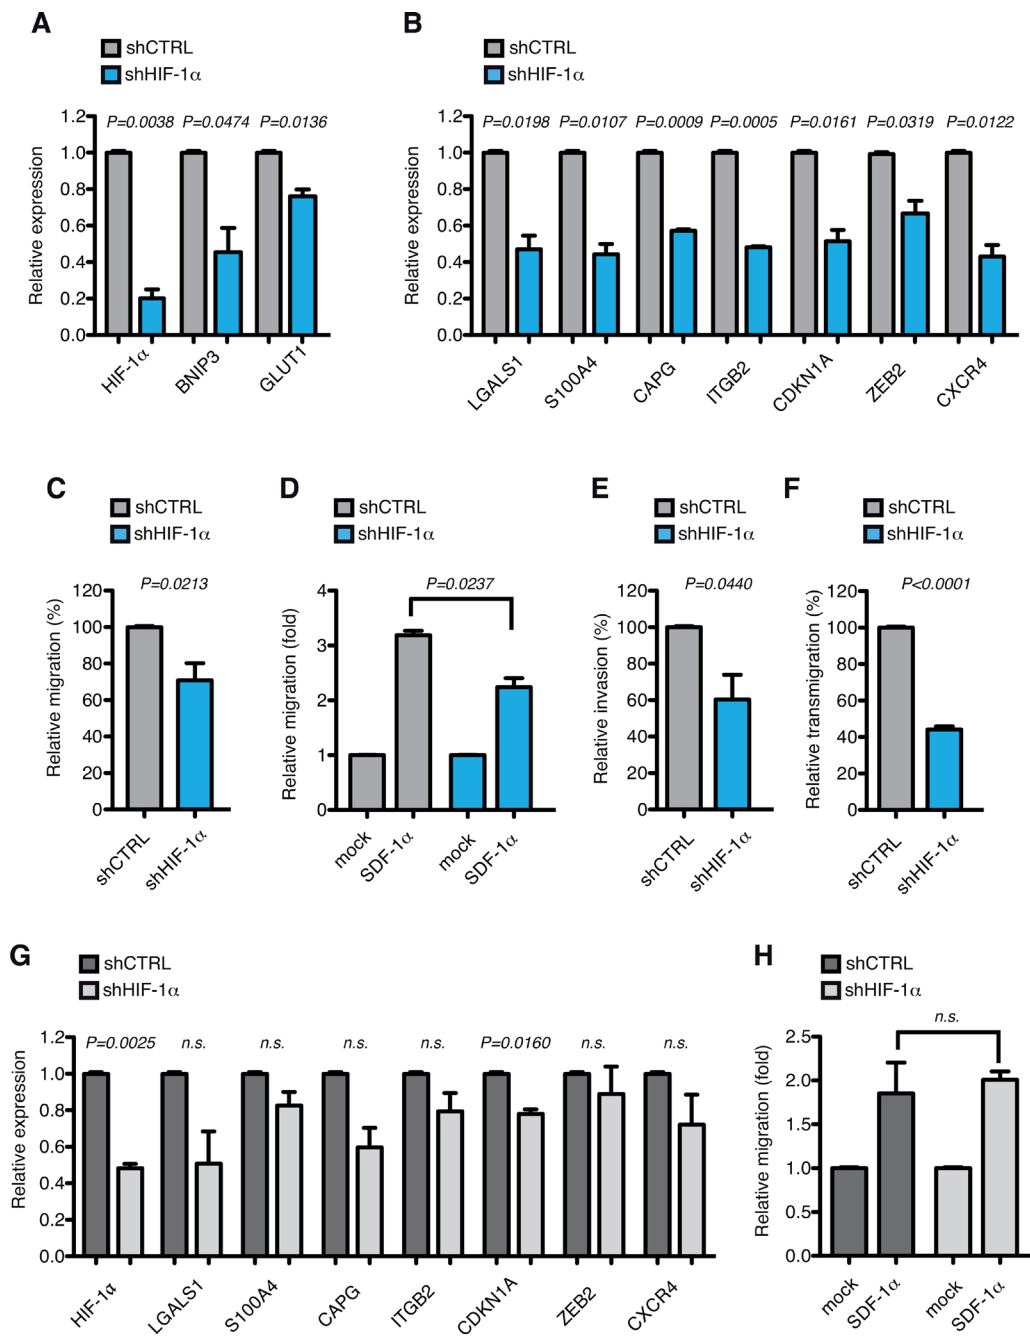 A
shCTRL
shHIF-1α
Relative expression
1.2
1.0
0.8
0.6
0.4
0.2
0.0
P=0.0038 P=0.0474 P=0.0136
HIF-1α
BNIP3
GLUT1
B
shCTRL
shHIF-1α
Relative expression
1.2
1.0
0.8
0.6
0.4
0.2
0.0
P=0.0198 P=0.0107 P=0.0009 P=0.0005 P=0.0161 P=0.0319 P=0.0122
LGALS1
S100A4
CAPG
ITGB2
CDKN1A
ZEB2
CXCR4
C
shCTRL
shHIF-1α
P=0.0213
Relative migration (%)
120
100
80
60
40
20
0
shCTRL
shHIF-1α
D
shCTRL
shHIF-1α
P=0.0237
Relative migration (fold)
4
3
2
1
0
mock
SDF-1α
mock
SDF-1α
E
shCTRL
shHIF-1α
P=0.0440
Relative invasion (%)
120
100
80
60
40
20
0
shCTRL
shHIF-1α
F
shCTRL
shHIF-1α
P<0.0001
Relative transmigration (%)
120
100
80
60
40
20
0
shCTRL
shHIF-1α
G
shCTRL
shHIF-1α
Relative expression
1.2
1.0
0.8
0.6
0.4
0.2
0.0
P=0.0025 n.s. n.s. n.s. n.s. P=0.0160 n.s. n.s.
HIF-1α
LGALS1
S100A4
CAPG
ITGB2
CDKN1A
ZEB2
CXCR4
H
shCTRL
shHIF-1α
n.s.
Relative migration (fold)
2.5
2.0
1.5
1.0
0.5
0.0
mock
SDF-1α
mock
SDF-1α